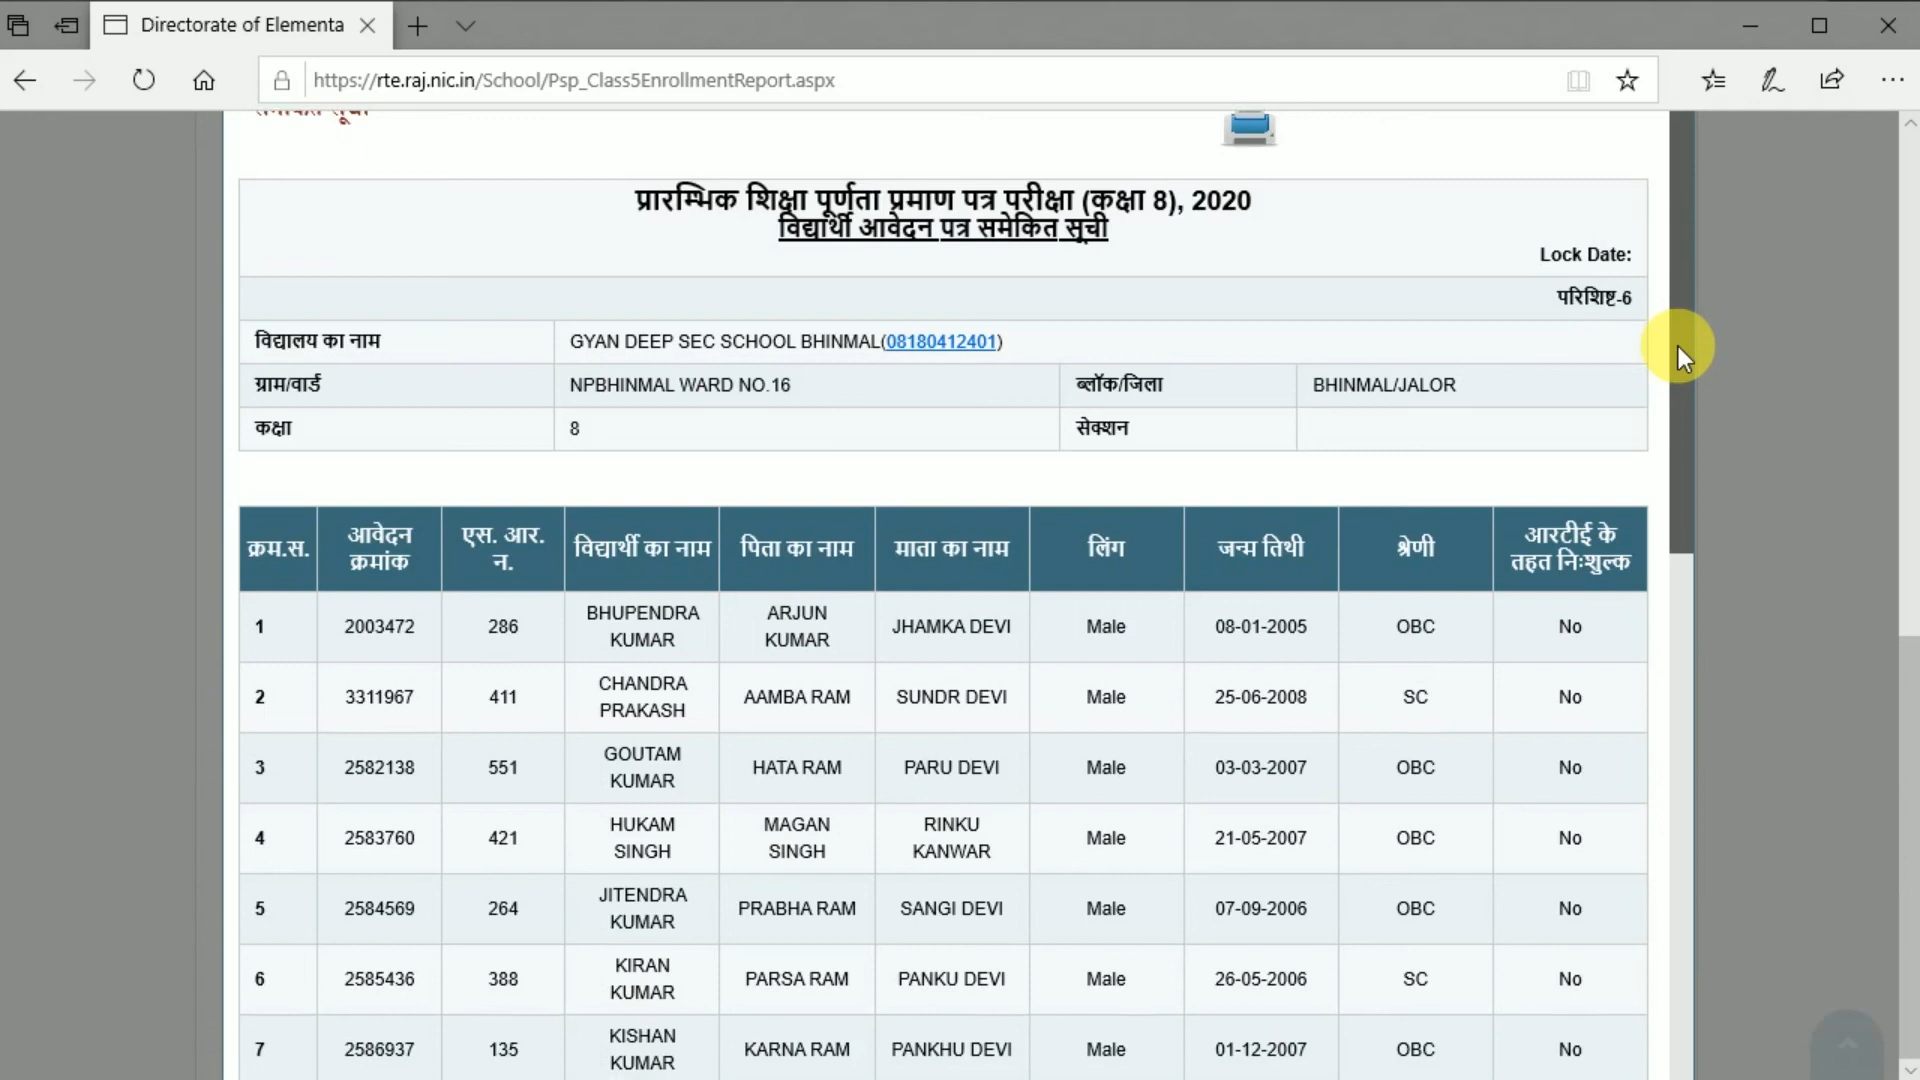 Directorate of Elementa
https://rte.raj.nic.in/School/Psp_Class5EnrollmentReport.aspx
प्रारम्भिक शिक्षा पूर्णता प्रमाण पत्र परीक्षा (कक्षा 8), 2020
विद्यार्थी आवेदन पत्र समेकित सूची
Lock Date:
परिशिष्ट-6
विद्यालय का नाम GYAN DEEP SEC SCHOOL BHINMAL(08180412401)
ग्राम/वार्ड NPBHINMAL WARD NO.16 ब्लॉक/जिला BHINMAL/JALOR
कक्षा 8 सेक्शन
क्रम.स. आवेदन क्रमांक एस. आर. न. विद्यार्थी का नाम पिता का नाम माता का नाम लिंग जन्म तिथी श्रेणी आरटीई के तहत निःशुल्क
1 2003472 286 BHUPENDRA KUMAR ARJUN KUMAR JHAMKA DEVI Male 08-01-2005 OBC No
2 3311967 411 CHANDRA PRAKASH AAMBA RAM SUNDR DEVI Male 25-06-2008 SC No
3 2582138 551 GOUTAM KUMAR HATA RAM PARU DEVI Male 03-03-2007 OBC No
4 2583760 421 HUKAM SINGH MAGAN SINGH RINKU KANWAR Male 21-05-2007 OBC No
5 2584569 264 JITENDRA KUMAR PRABHA RAM SANGI DEVI Male 07-09-2006 OBC No
6 2585436 388 KIRAN KUMAR PARSA RAM PANKU DEVI Male 26-05-2006 SC No
7 2586937 135 KISHAN KUMAR KARNA RAM PANKHU DEVI Male 01-12-2007 OBC No